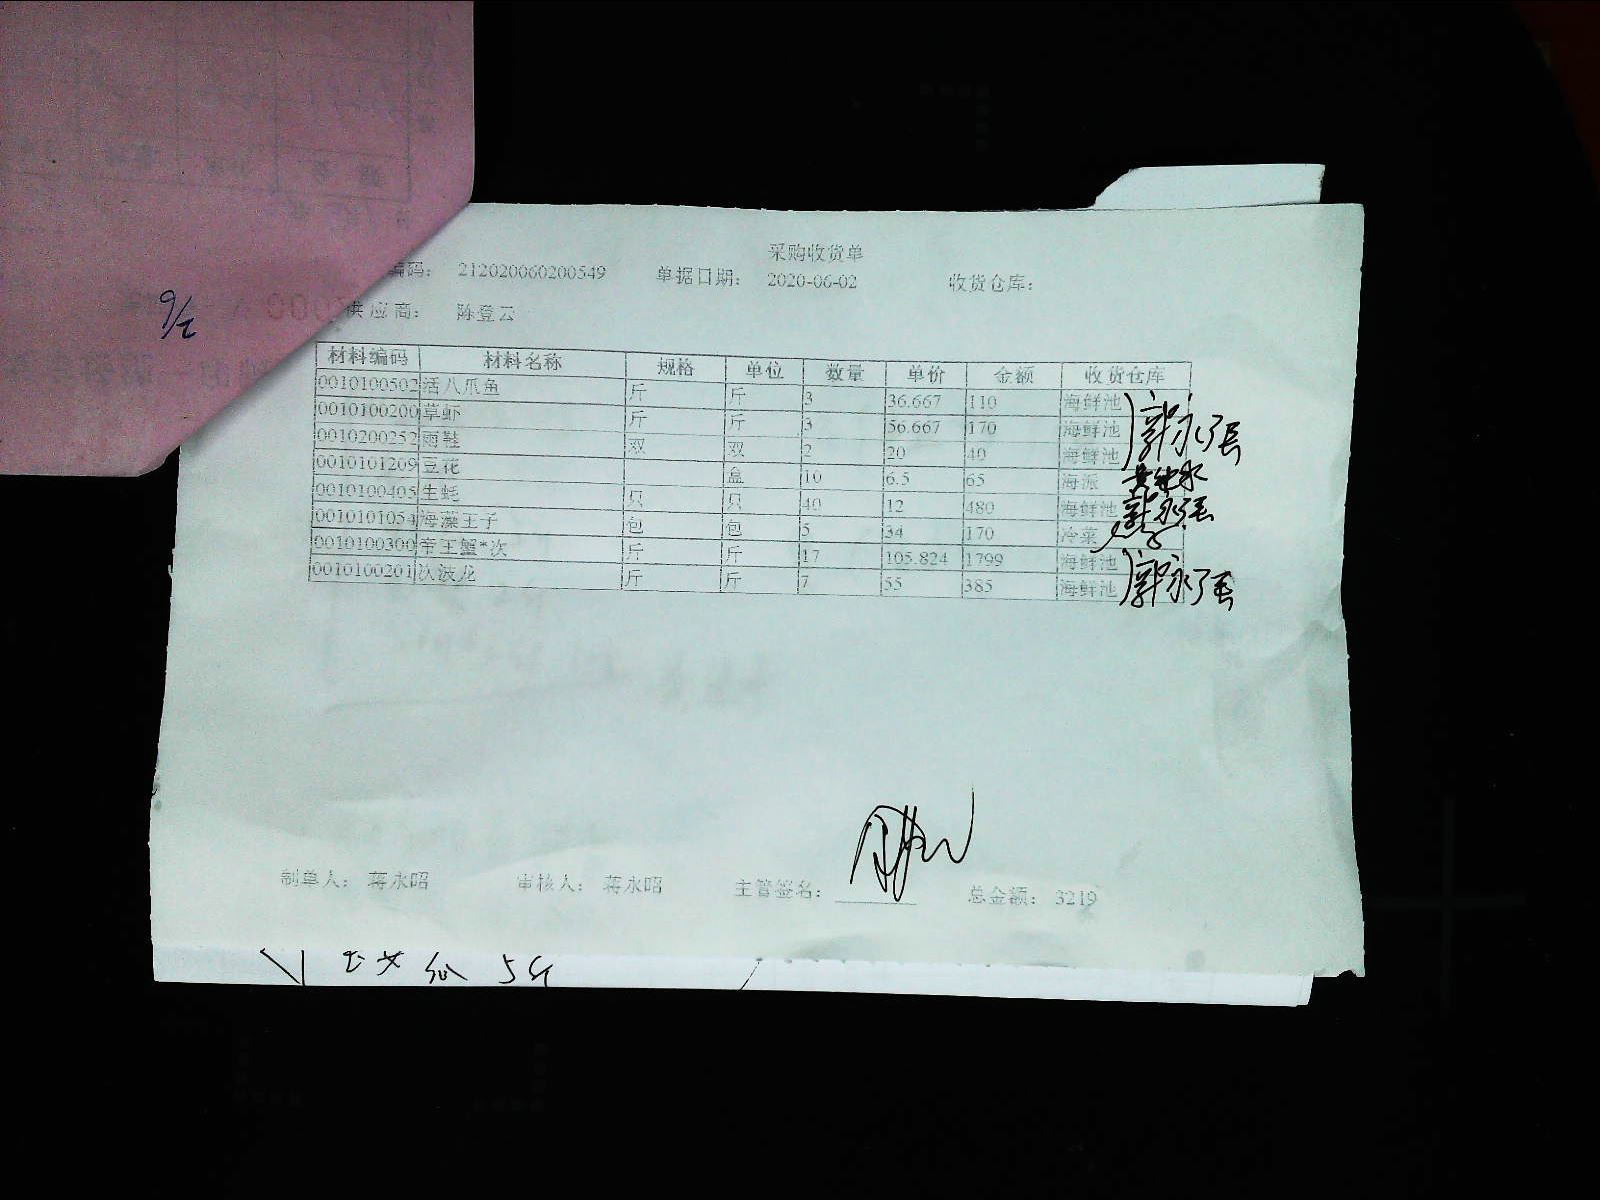 采购收货单
编码： 212020060200549 单据日期： 2020-06-02 收货仓库：
供应商： 陈登云
材料编码 材料名称 规格 单位 数量 单价 金额 收货仓库
0010100502 活八爪鱼 斤 斤 3 36.667 110 海鲜池
0010100200 草虾 斤 斤 3 56.667 170 海鲜池
0010200252 雨鞋 双 双 2 20 40 海鲜池
0010101209 豆花 盒 10 6.5 65 海派
0010100405 生蚝 只 只 40 12 480 海鲜池
0010101054 海藻王子 包 包 5 34 170 冷菜
0010100300 帝王蟹*次 斤 斤 17 105.824 1799 海鲜池
0010100201 次波龙 斤 斤 7 55 385 海鲜池
制单人： 蒋永昭 审核人： 蒋永昭 主管签名： 总金额： 3219